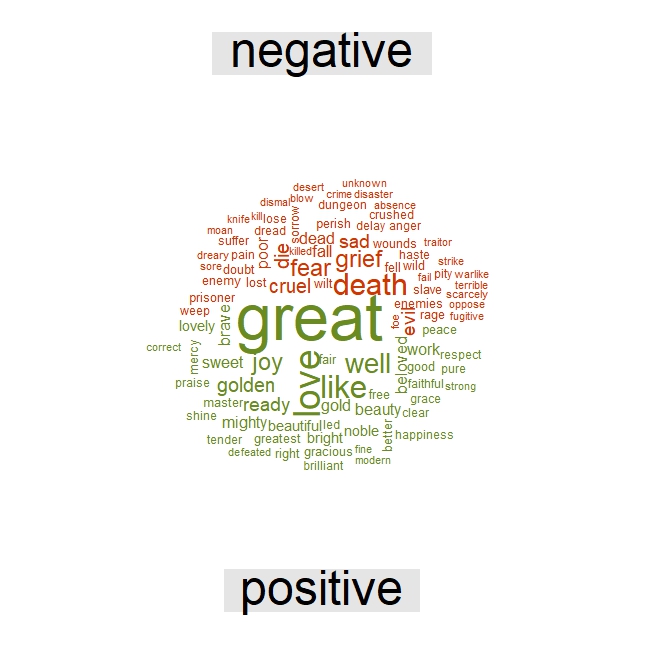 negative
desert unknown
dismal blow crime disaster
dungeon absence
knife kill lose sorrow perish crushed
moan dread delay anger
suffer poor die killed dead fall sad wounds traitor
dreary pain haste
sore doubt fear grief fell wild strike
enemy lost cruel wilt death fail pity warlike
slave terrible
prisoner scarcely
enemies oppose
weep great foe evil rage fugitive
lovely brave peace
correct mercy love fair beloved work respect
sweet joy well good pure
praise golden like faithful strong
free grace
master ready gold beauty clear
shine mighty beautiful led better
noble happiness
tender greatest bright
defeated right gracious fine
brilliant modern
positive